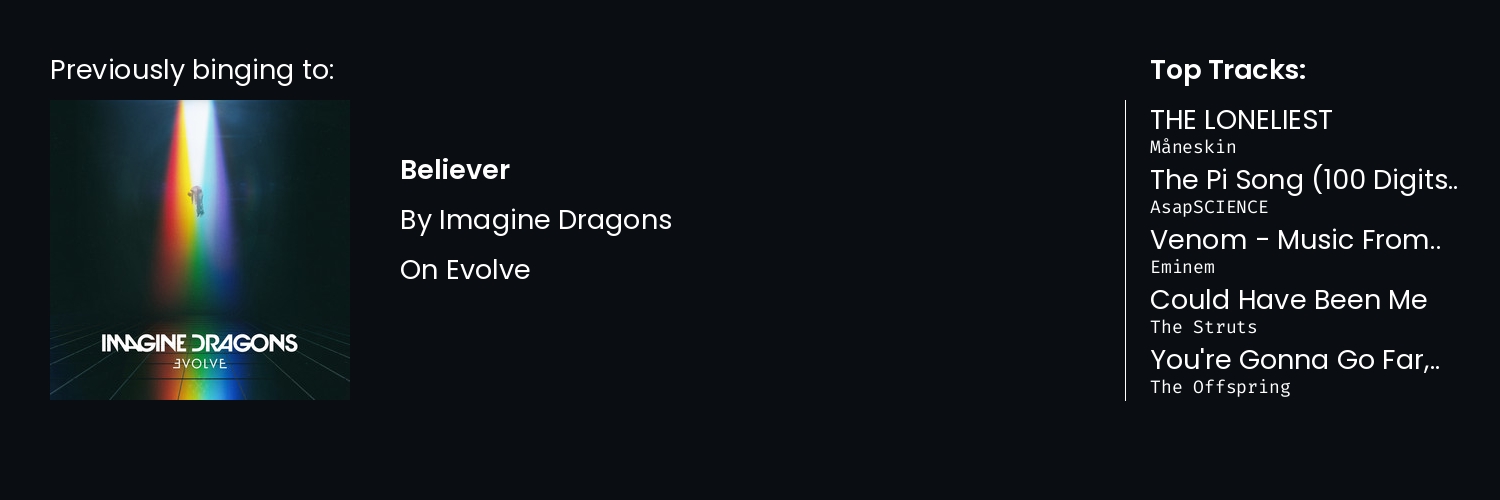 Previously binging to:
IMAGINE DRAGONS
EVOLVE
Believer
By Imagine Dragons
On Evolve
Top Tracks:
THE LONELIEST
Måneskin
The Pi Song (100 Digits..
AsapSCIENCE
Venom - Music From..
Eminem
Could Have Been Me
The Struts
You're Gonna Go Far,..
The Offspring